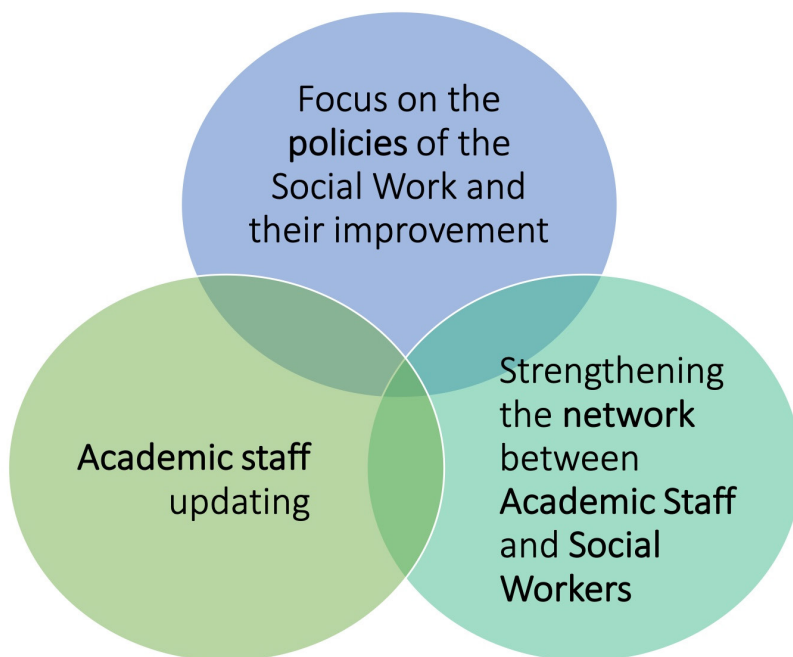 Focus on the
policies of the
Social Work and
their improvement
Academic staff
updating
Strengthening
the network
between
Academic Staff
and Social
Workers